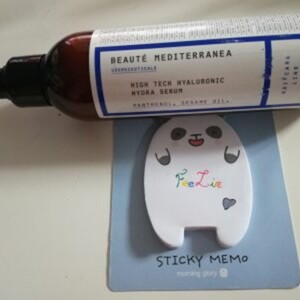 BEAUTÉ MEDITERRANEA
HIGH TECH HYALURONIC
HYDRA SERUM
PANTHENOL, SESAME OIL,
FeeLin
STICKY MEMO
morning glory